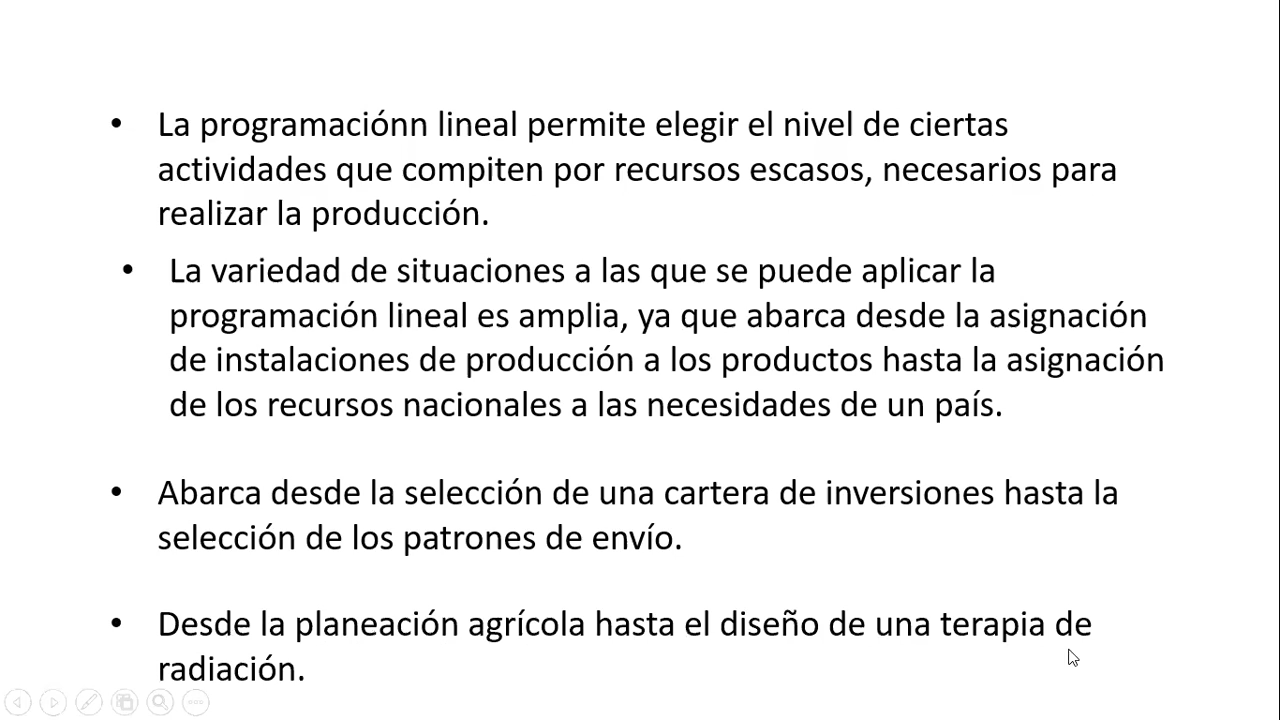 • La programaciónn lineal permite elegir el nivel de ciertas
actividades que compiten por recursos escasos, necesarios para
realizar la producción.
• La variedad de situaciones a las que se puede aplicar la
programación lineal es amplia, ya que abarca desde la asignación
de instalaciones de producción a los productos hasta la asignación
de los recursos nacionales a las necesidades de un país.
• Abarca desde la selección de una cartera de inversiones hasta la
selección de los patrones de envío.
• Desde la planeación agrícola hasta el diseño de una terapia de
radiación.